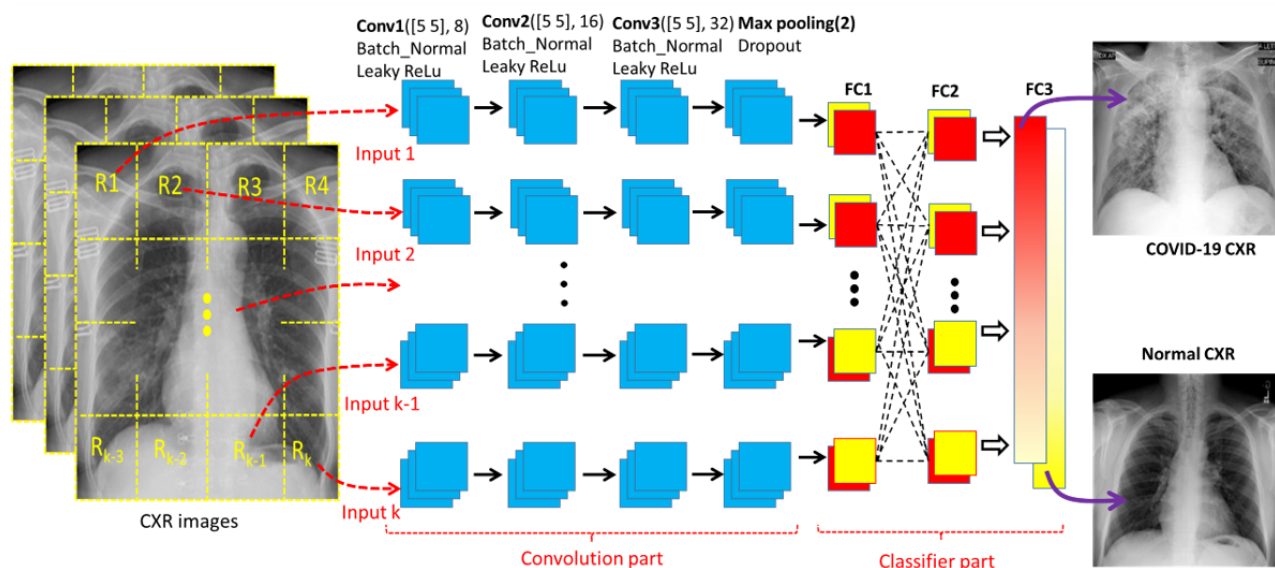 Conv1([5 5], 8)
Batch_Normal
Leaky ReLu
Conv2([5 5], 16)
Batch_Normal
Leaky ReLu
Conv3([5 5], 32)
Batch_Normal
Leaky ReLu
Max pooling(2)
Dropout
FC1
FC2
FC3
R1
R2
R3
R4
Rk-3
Rk-2
Rk-1
Rk
CXR images
Input 1
Input 2
Input k-1
Input k
Convolution part
Classifier part
COVID-19 CXR
Normal CXR